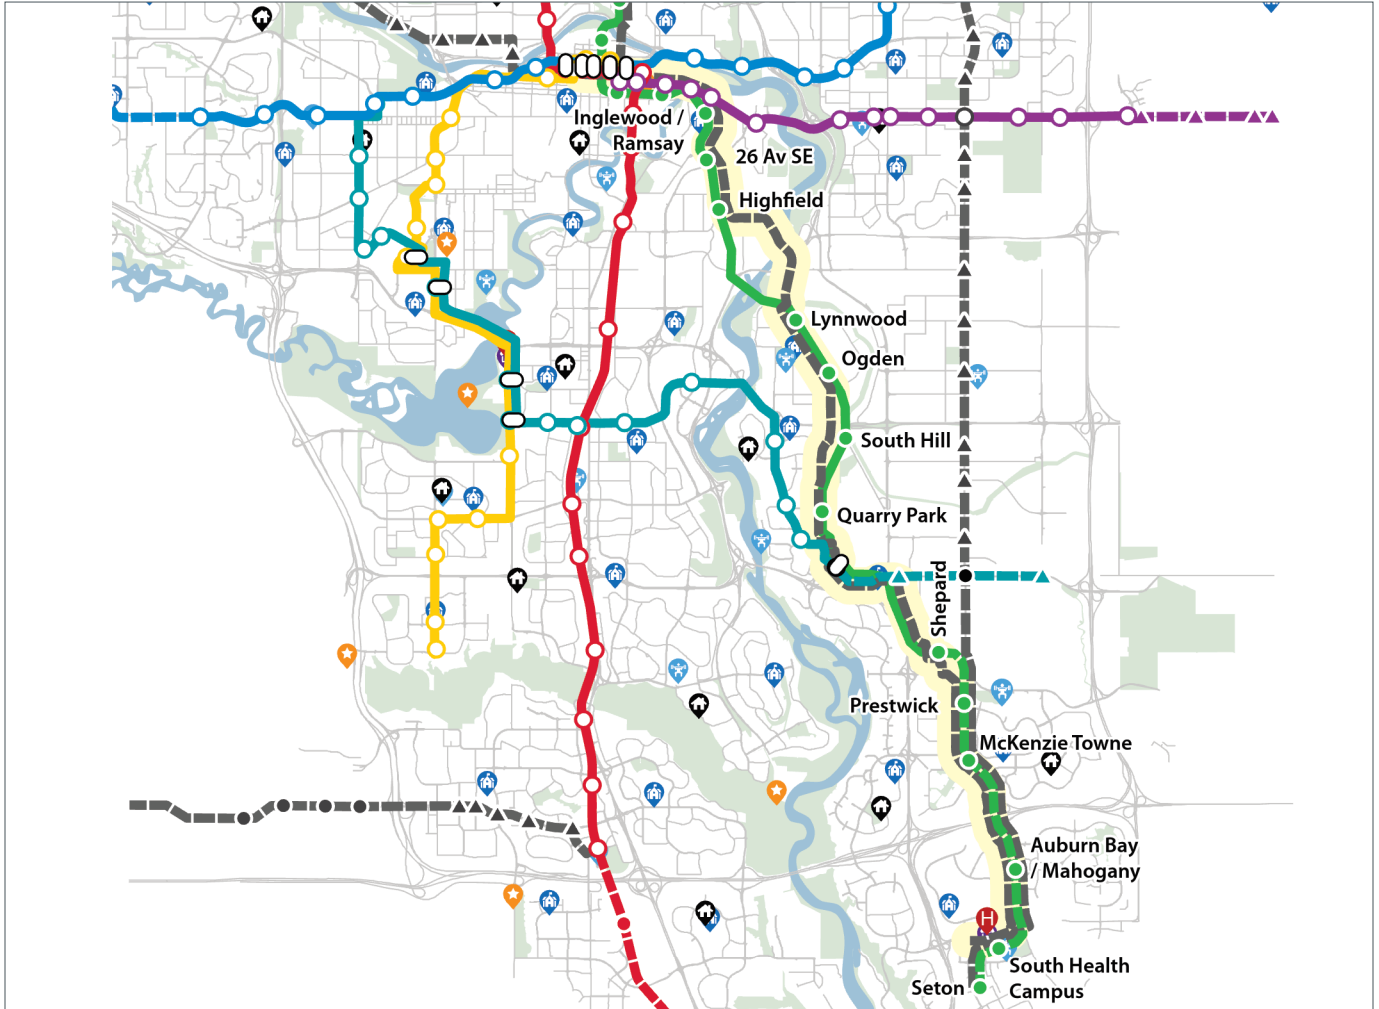 Inglewood /
Ramsay
26 Av SE
Highfield
Lynnwood
Ogden
South Hill
Quarry Park
Shepard
Prestwick
McKenzie Towne
Auburn Bay
/ Mahogany
H
South Health
Campus
Seton